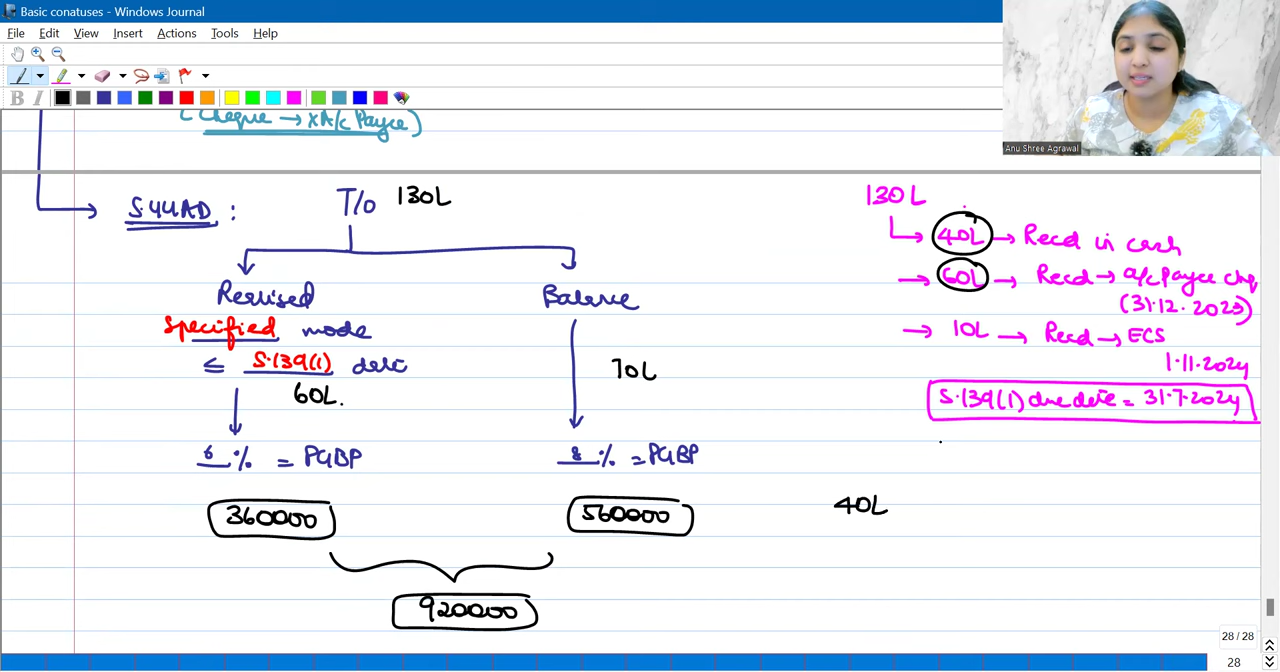 Basic conatuses - Windows Journal
File Edit View Insert Actions Tools Help
B I
Anu Shree Agrawal
(Cheque → x A/c Payee)
S.44AD : T/O 130L
Realised Balance
Specified mode
≤ S.139(1) date
60L. 70L
6 % = PGBP 8 % = PGBP
360000 560000
920000
130L
→ 40L → Recd in cash
→ 60L → Recd → a/c Payee chq
(31.12.2023)
→ 10L → Recd → ECS
1.11.2024
S.139(1) due date = 31.7.2024
40L
28 / 28
28